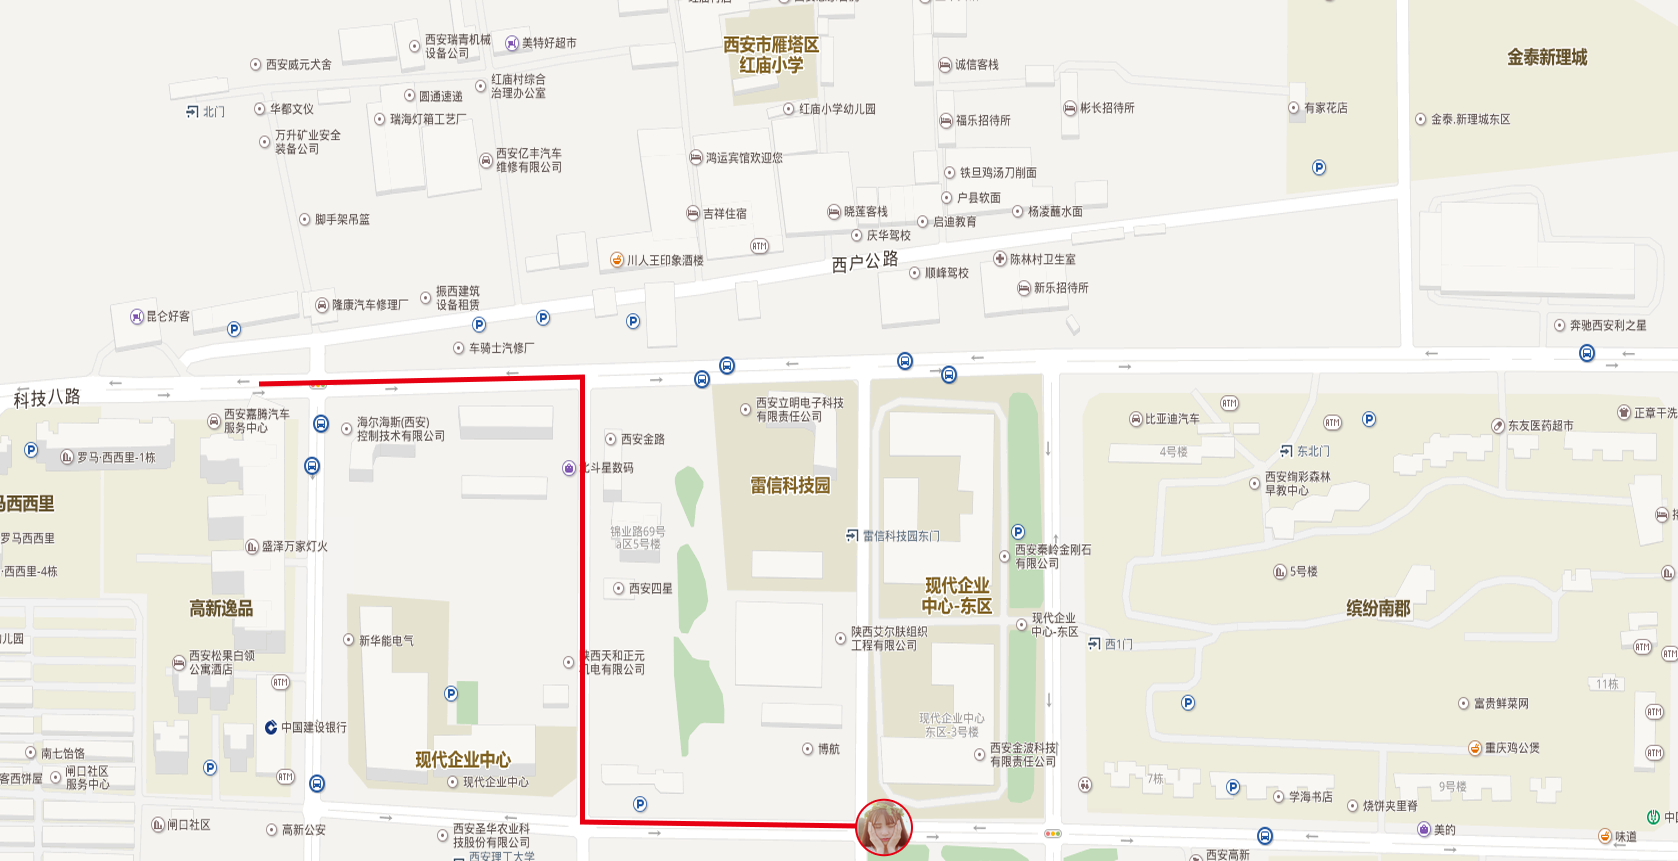 西安瑞青机械
设备公司
美特好超市
西安威元犬舍
红庙村综合
治理办公室
北门
华都文仪
圆通速递
瑞海灯箱工艺厂
万升矿业安全
装备公司
西安亿丰汽车
维修有限公司
脚手架吊篮
西安市雁塔区
红庙小学
红庙小学幼儿园
诚信客栈
福乐招待所
彬长招待所
有家花店
金泰新理城
金泰.新理城东区
鸿运宾馆欢迎您
吉祥住宿
ATM
晓莲客栈
铁旦鸡汤刀削面
户县软面
启迪教育
杨凌蘸水面
庆华驾校
川人王印象酒楼
西户公路
顺峰驾校
陈林村卫生室
新乐招待所
昆仑好客
隆康汽车修理厂
振西建筑
设备租赁
车骑士汽修厂
奔驰西安利之星
科技八路
西安嘉腾汽车
服务中心
海尔海斯(西安)
控制技术有限公司
罗马·西西里-1栋
马西西里
罗马西西里
·西西里-4栋
盛泽万家灯火
高新逸品
西安松果白领
公寓酒店
ATM
中国建设银行
ATM
儿园
南七饸饹
客西饼屋
闸口社区
服务中心
闸口社区
高新公安
新华能电气
现代企业中心
现代企业中心
西安圣华农业科
技股份有限公司
西安理工大学
西安金路
北斗星数码
锦业路69号
a区5号楼
西安四星
陕西天和正元
机电有限公司
西安立明电子科技
有限责任公司
雷信科技园
雷信科技园东门
陕西艾尔肤组织
工程有限公司
博航
西安秦岭金刚石
有限责任公司
现代企业
中心-东区
现代企业
中心-东区
现代企业中心
东区-3号楼
西安金波科技
有限责任公司
西1门
比亚迪汽车
ATM
4号楼
东北门
西安绚彩森林
早教中心
ATM
东友医药超市
正章干洗
5号楼
缤纷南郡
ATM
ATM
11栋
富贵鲜菜网
ATM
ATM
重庆鸡公煲
7栋
学海书店
9号楼
烧饼夹里脊
美的
味道
西安高新